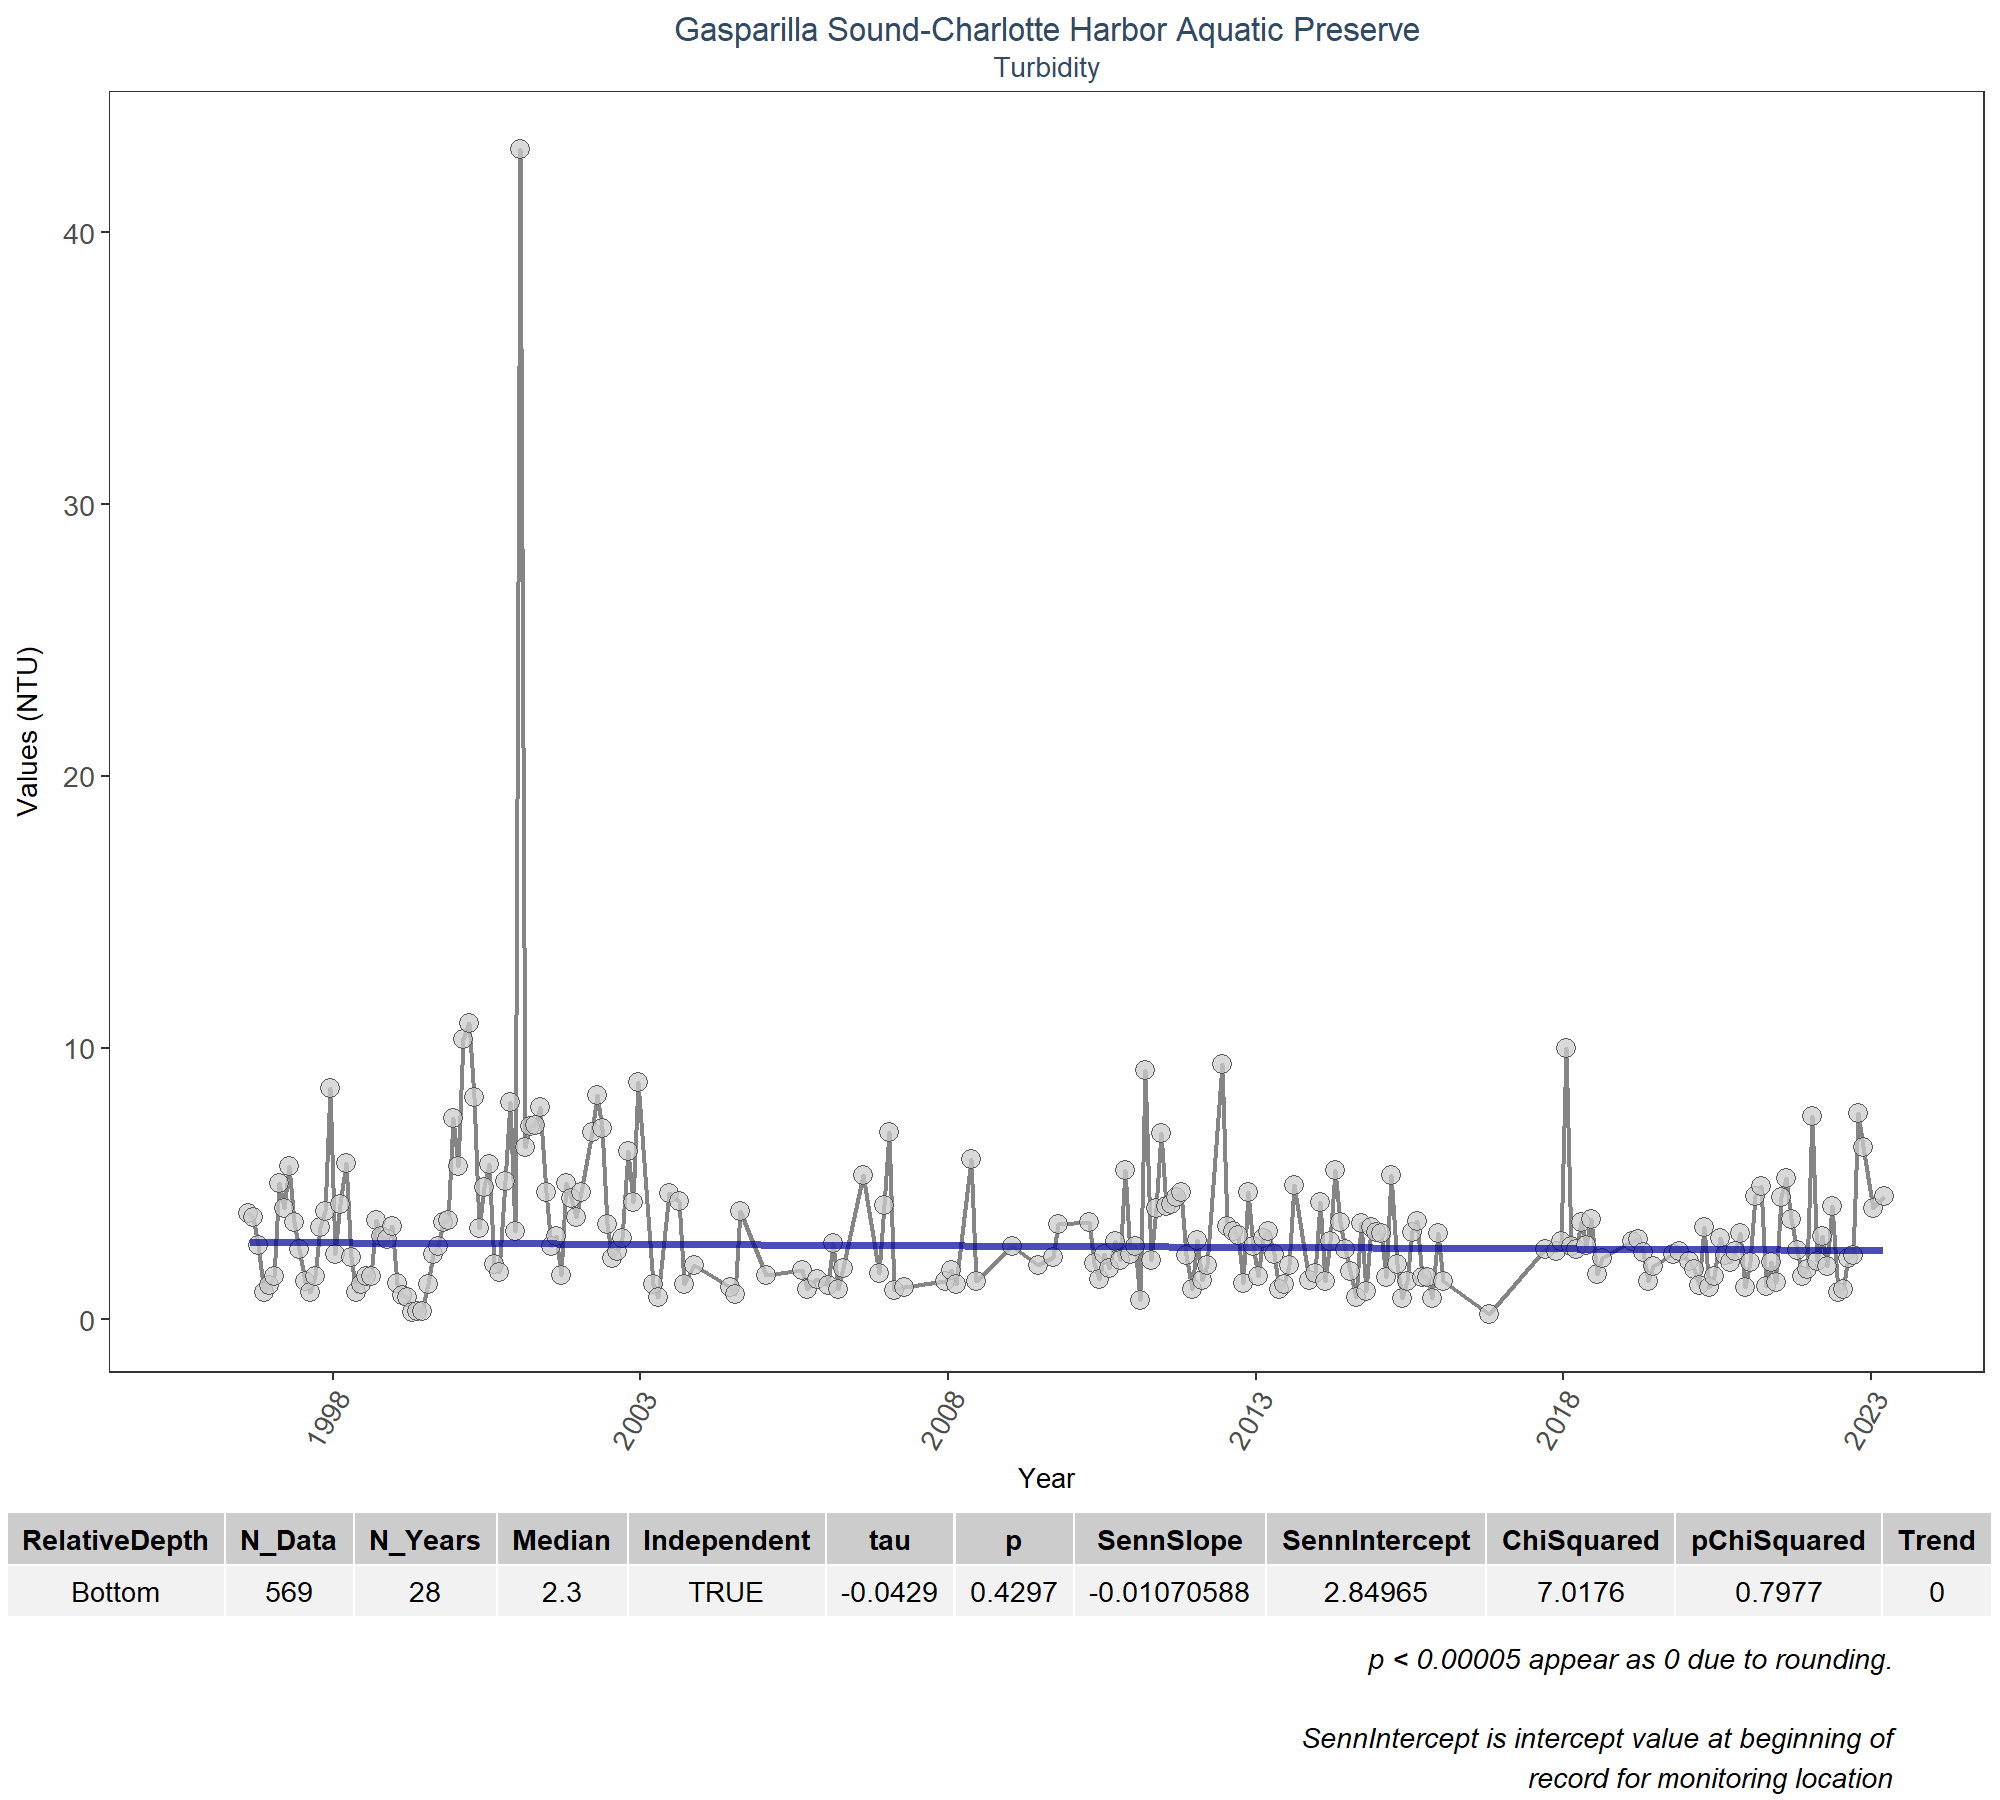 Gasparilla Sound-Charlotte Harbor Aquatic Preserve
Turbidity
Values (NTU)
40
30
20
10
0
1998 2003 2008 2013 2018 2023
Year
RelativeDepth N_Data N_Years Median Independent tau p SennSlope SennIntercept ChiSquared pChiSquared Trend
Bottom 569 28 2.3 TRUE -0.0429 0.4297 -0.01070588 2.84965 7.0176 0.7977 0
p < 0.00005 appear as 0 due to rounding.
SennIntercept is intercept value at beginning of
record for monitoring location